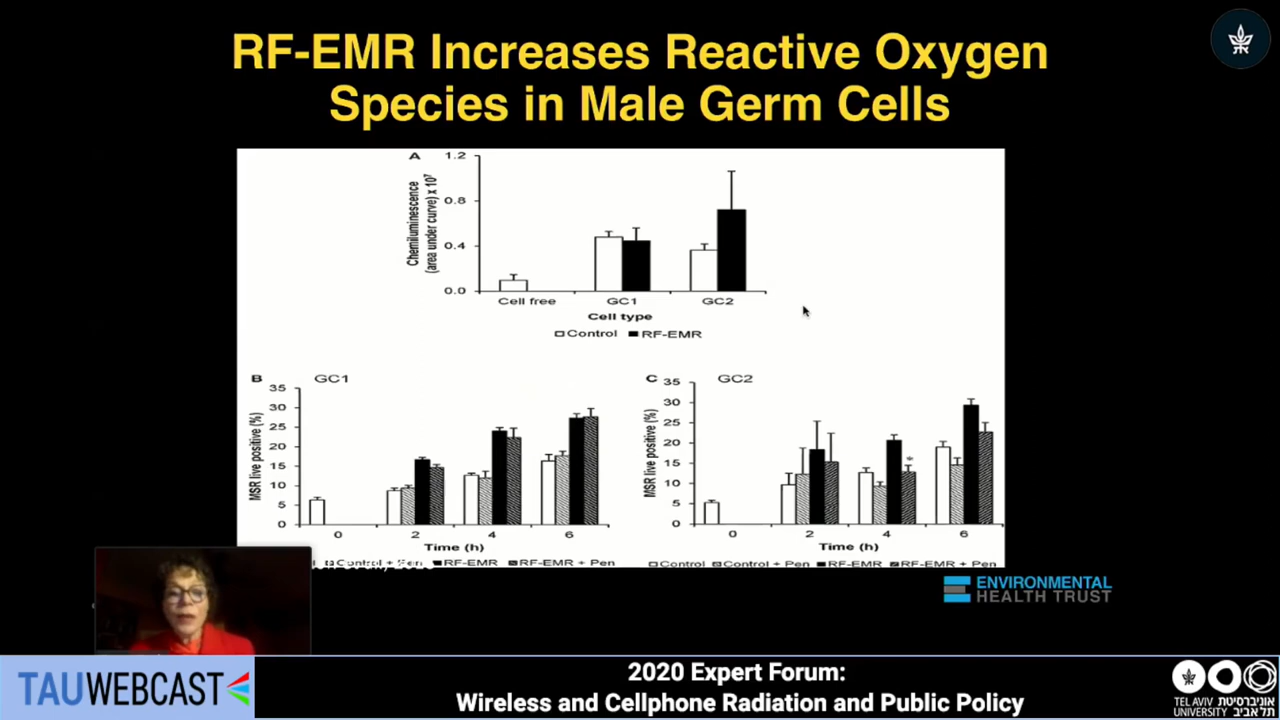 RF-EMR Increases Reactive Oxygen
Species in Male Germ Cells
A
1.2
0.8
0.4
0.0
Chemiluminescence
(area under curve) x 10⁷
Cell free GC1 GC2
Cell type
Control RF-EMR
B GC1
35
30
25
20
15
10
5
0
MSR live positive (%)
0 2 4 6
Time (h)
Control + Pen RF-EMR RF-EMR + Pen
C GC2
35
30
25
20
15
10
5
0
MSR live positive (%)
*
0 2 4 6
Time (h)
Control Control + Pen RF-EMR RF-EMR + Pen
ENVIRONMENTAL
HEALTH TRUST
TAUWEBCAST
2020 Expert Forum:
Wireless and Cellphone Radiation and Public Policy
TEL AVIV אוניברסיטת
UNIVERSITY תל אביב